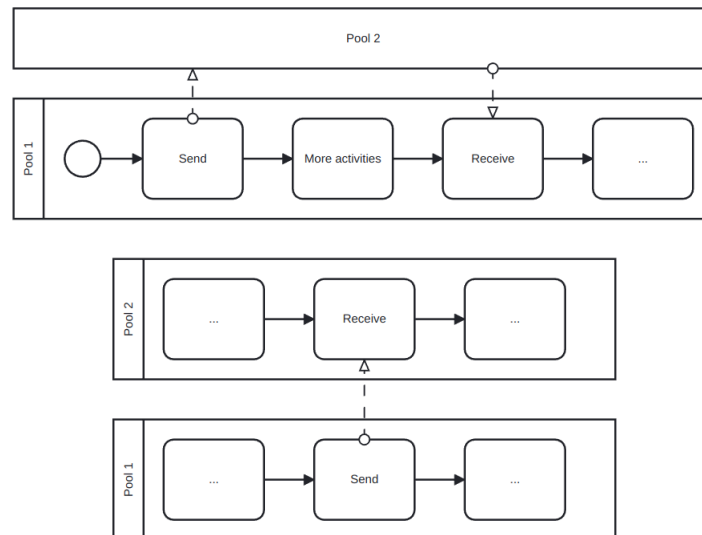 Pool 2
Pool 1
Send
More activities
Receive
...
Pool 2
...
Receive
...
Pool 1
...
Send
...